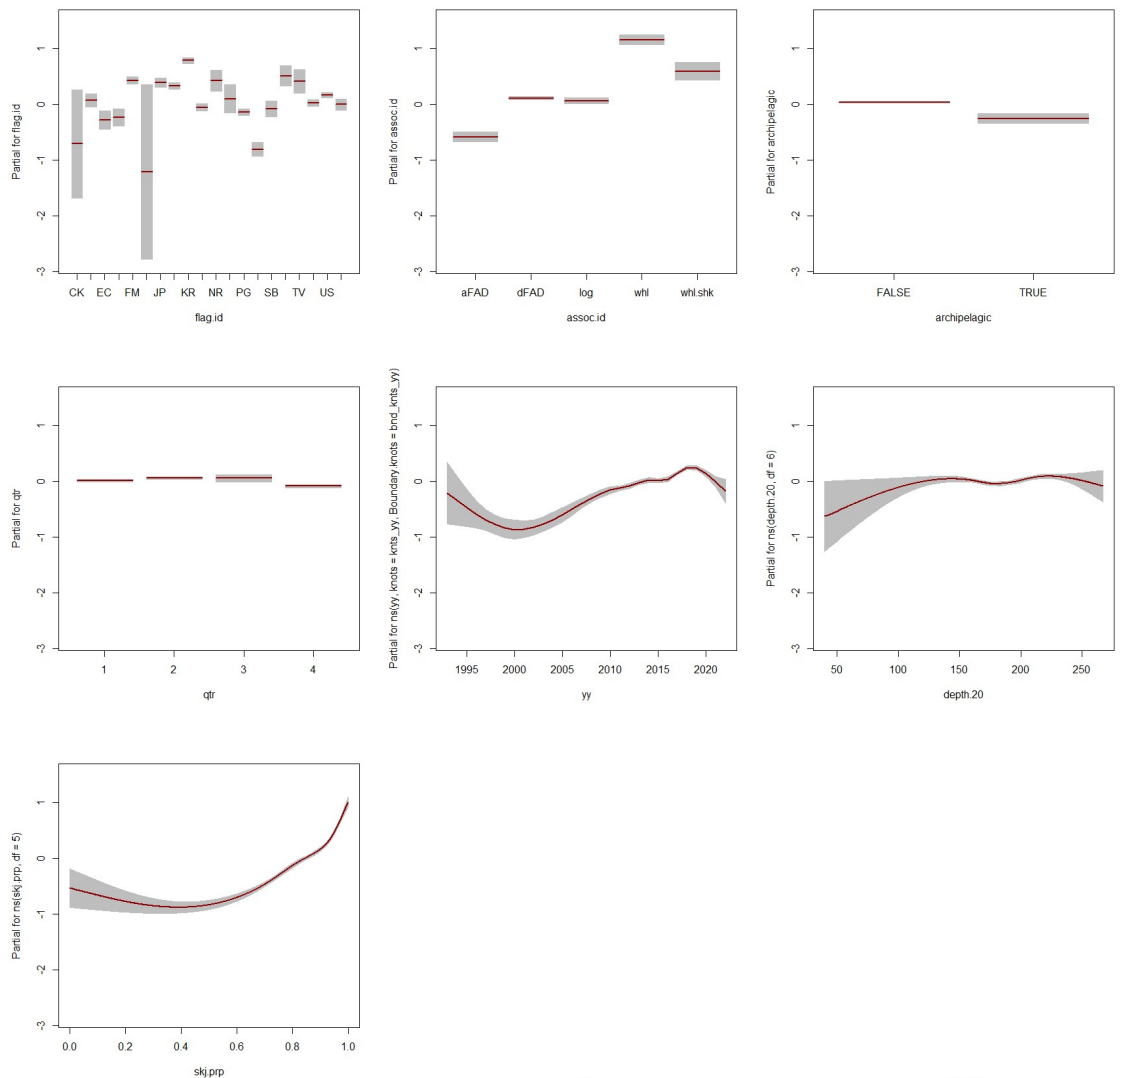 Partial for flag.id
1
0
-1
-2
-3
CK EC FM JP KR NR PG SB TV US
flag.id
Partial for assoc.id
1
0
-1
-2
-3
aFAD dFAD log whl whl.shk
assoc.id
Partial for archipelagic
1
0
-1
-2
-3
FALSE TRUE
archipelagic
Partial for qtr
1
0
-1
-2
-3
1 2 3 4
qtr
Partial for ns(yy, knots = knts_yy, Boundary.knots = bnd_knts_yy)
1
0
-1
-2
-3
1995 2000 2005 2010 2015 2020
yy
Partial for ns(depth.20, df = 6)
1
0
-1
-2
-3
50 100 150 200 250
depth.20
Partial for ns(skj.prp, df = 5)
1
0
-1
-2
-3
0.0 0.2 0.4 0.6 0.8 1.0
skj.prp